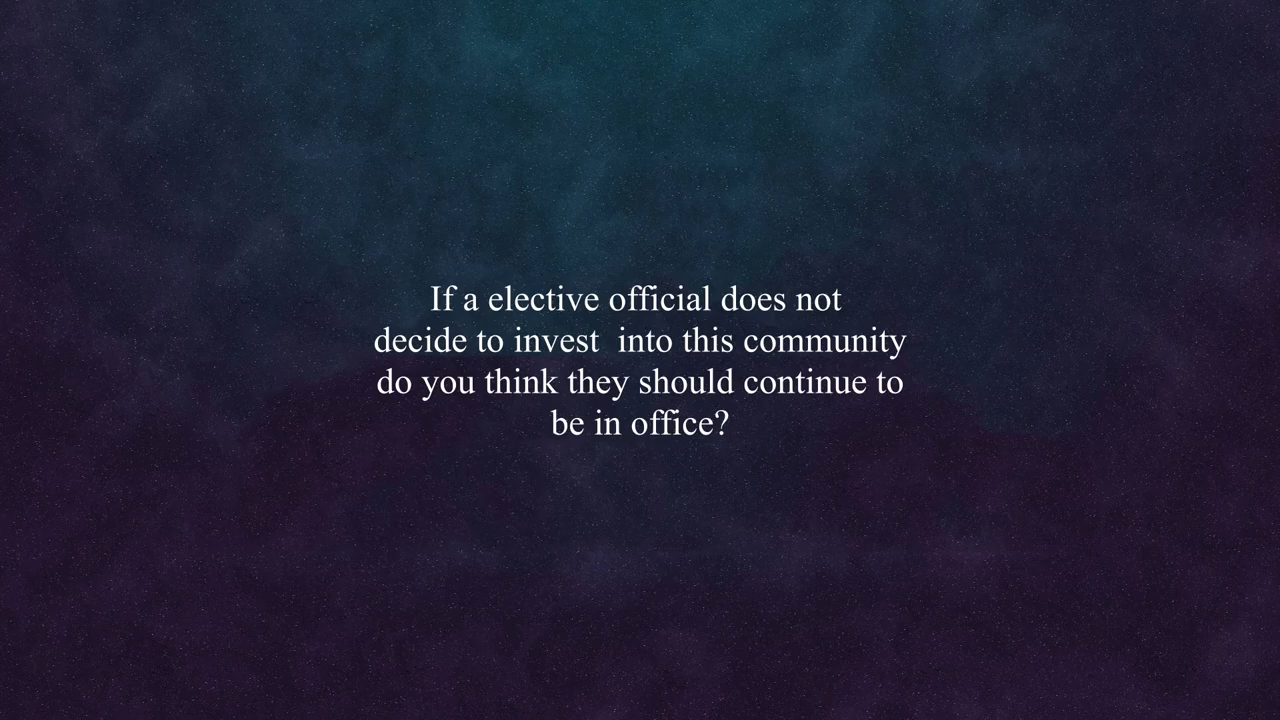 If a elective official does not
decide to invest  into this community
do you think they should continue to
be in office?